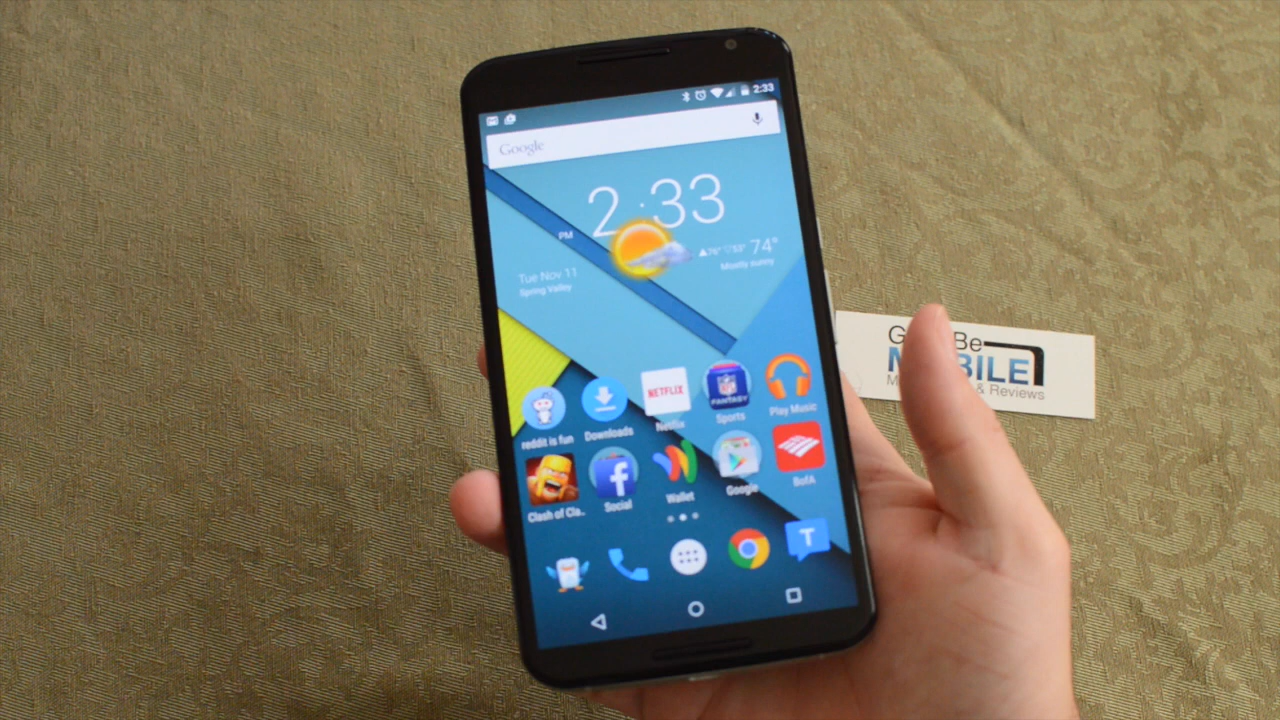 2:33
Google
2:33
PM
74°
Mostly sunny
Tue Nov 11
Spring Valley
NETFLIX
FANTASY
reddit is fun
Downloads
Netflix
Sports
Play Music
Clash of Cla..
Social
Wallet
Google
BofA
T
Be
& Reviews